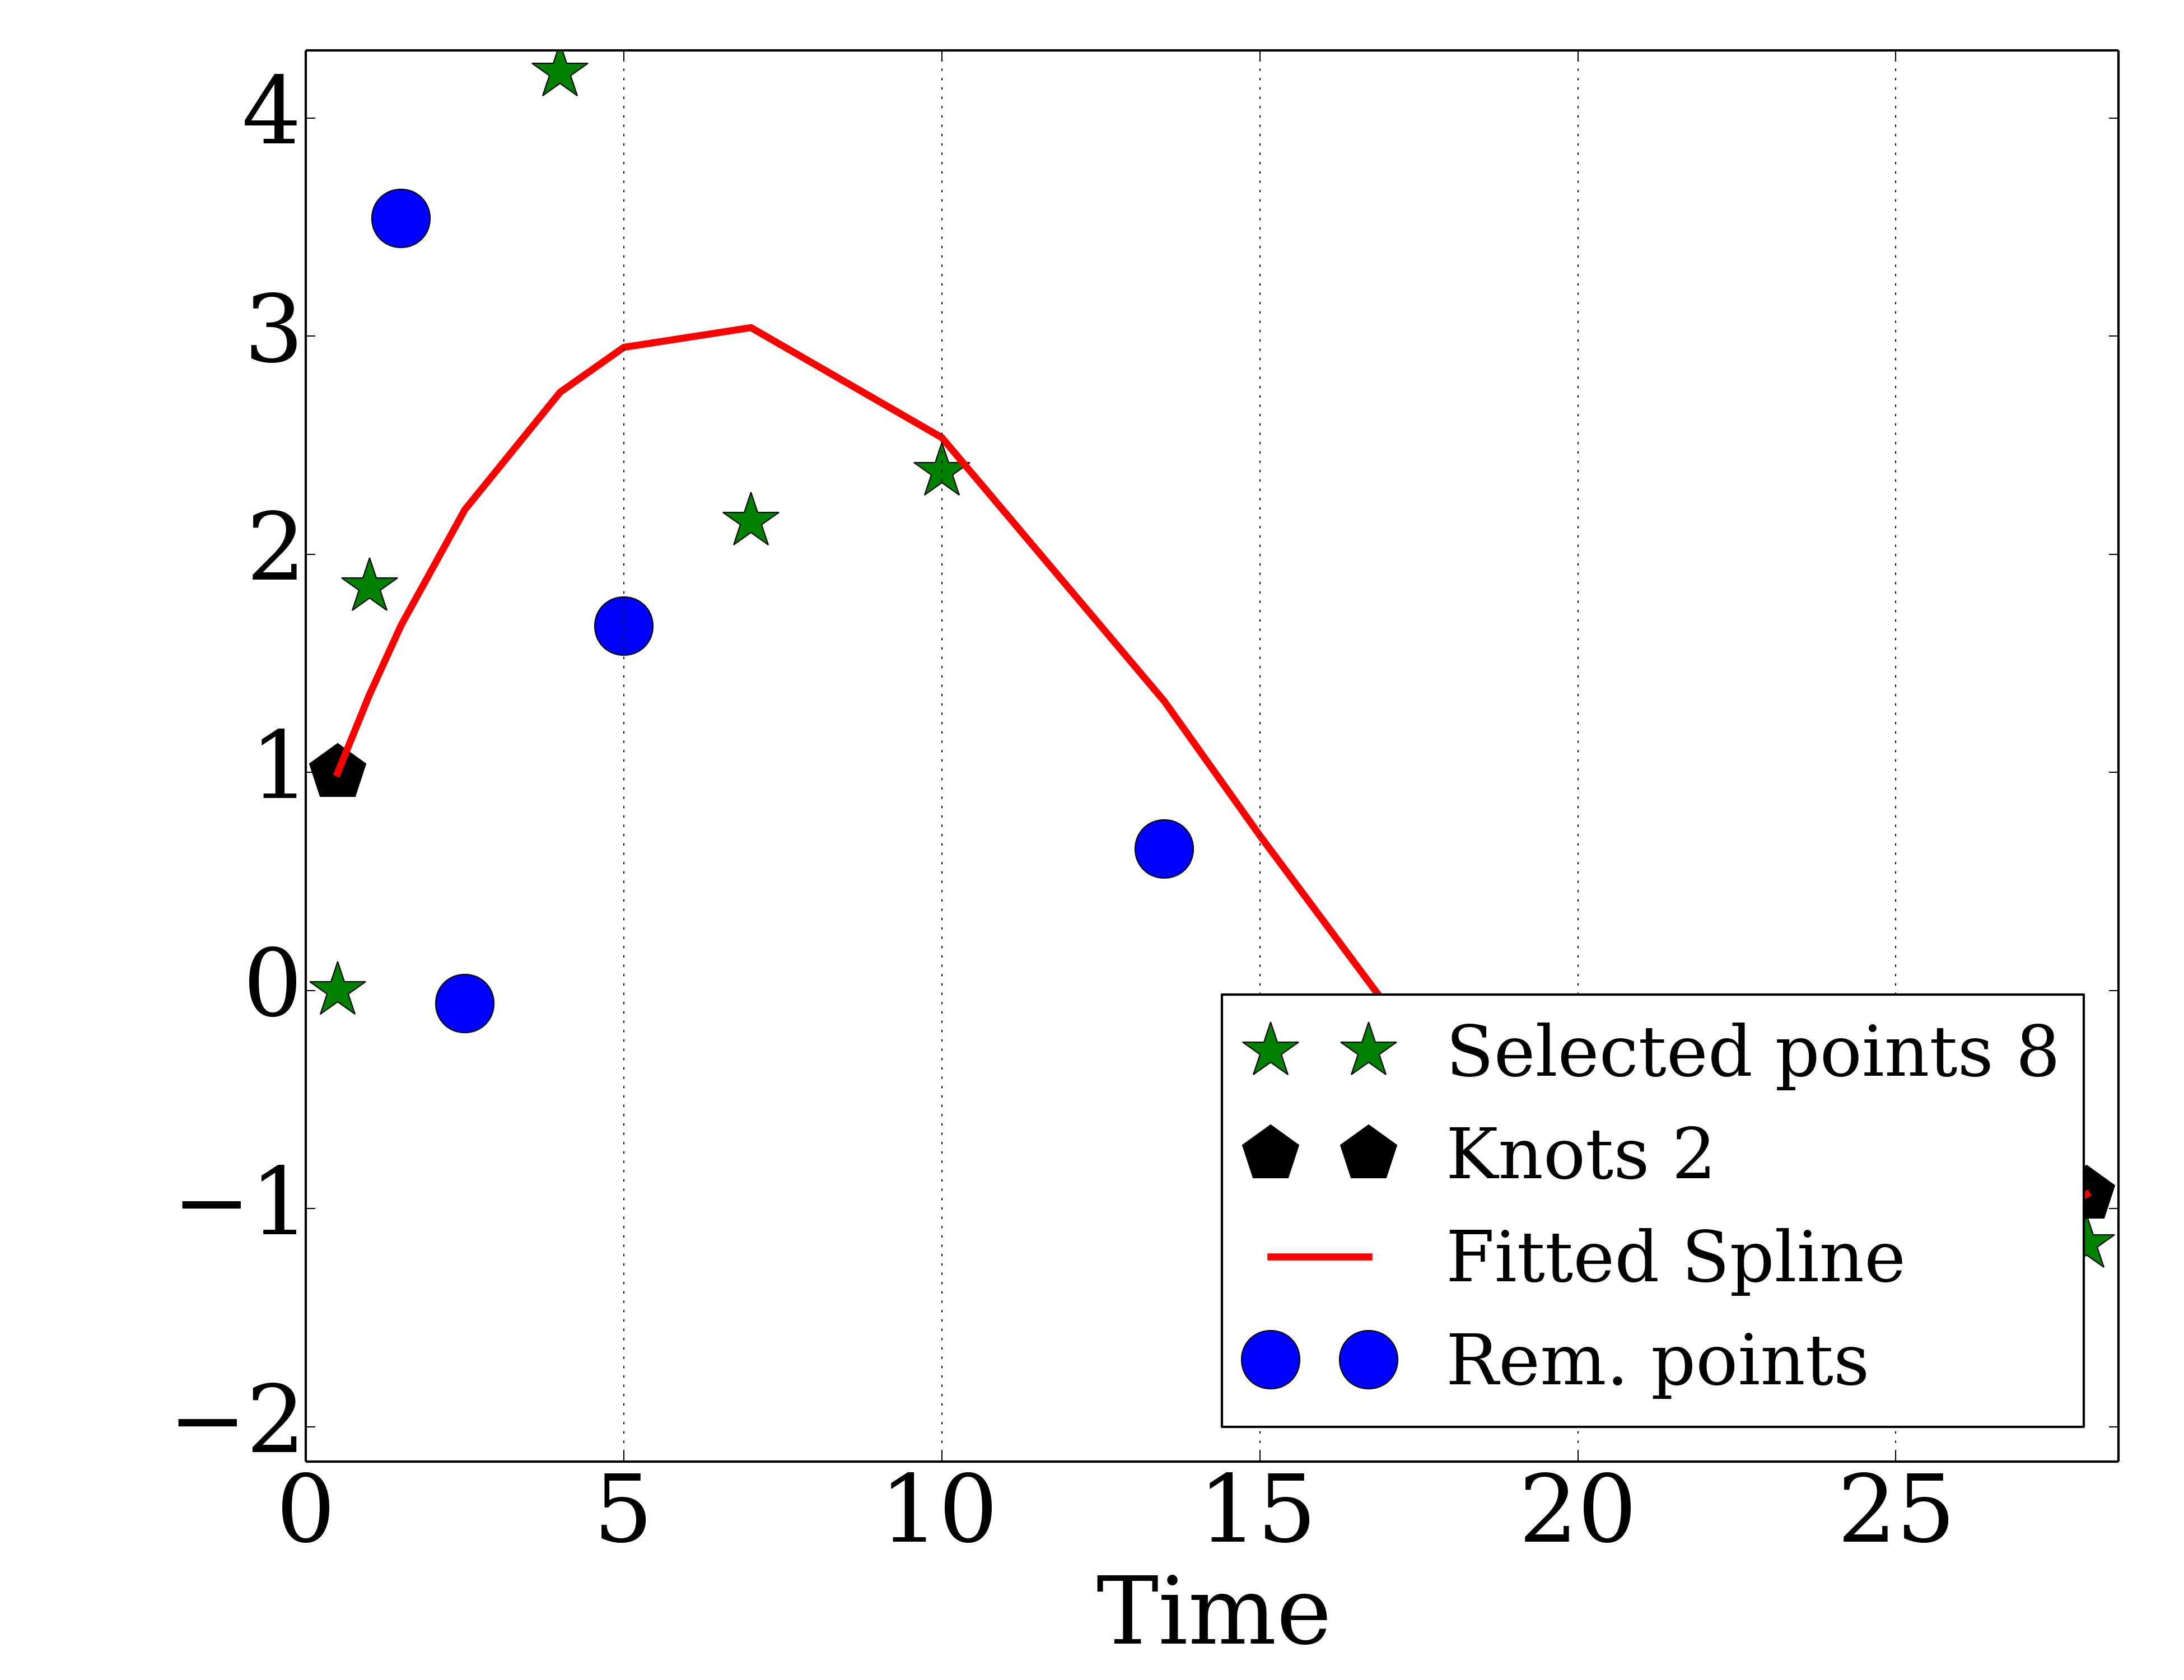 4
3
2
1
0
−1
−2
0 5 10 15 20 25
Time
Selected points 8
Knots 2
Fitted Spline
Rem. points